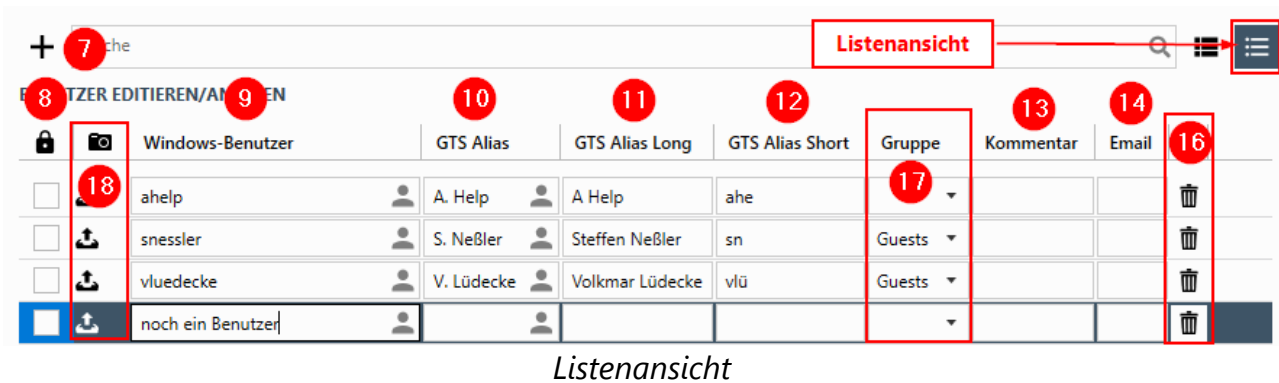 7 che Listenansicht
8 9 10 11 12 13 14
TZER EDITIEREN/AN EN
Windows-Benutzer GTS Alias GTS Alias Long GTS Alias Short Gruppe Kommentar Email 16
18 17
ahelp A. Help A Help ahe
snessler S. Neßler Steffen Neßler sn Guests
vluedecke V. Lüdecke Volkmar Lüdecke vlü Guests
noch ein Benutzer
Listenansicht